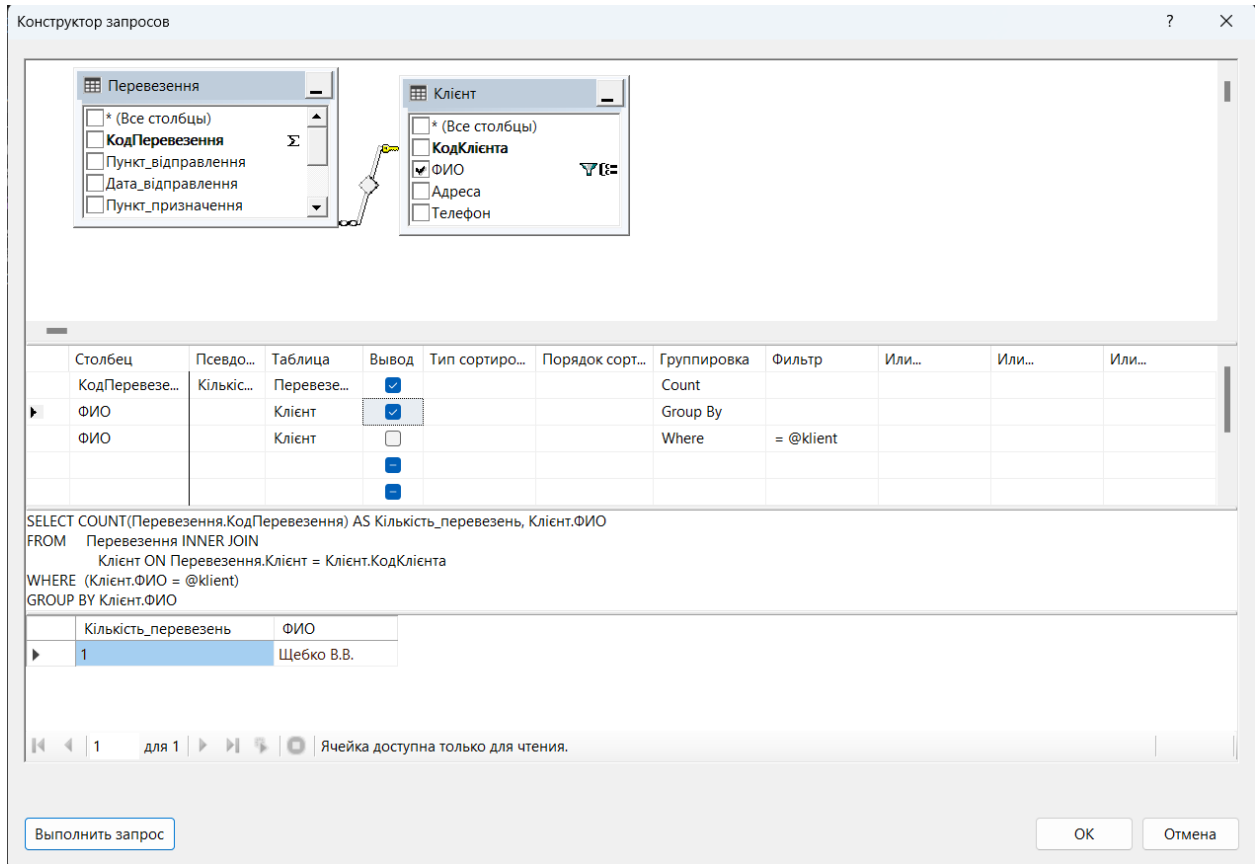 Конструктор запросов ?
Перевезення
* (Все столбцы)
КодПеревезення Σ
Пункт_відправлення
Дата_відправлення
Пункт_призначення
Клієнт
* (Все столбцы)
КодКлієнта
ФИО
Адреса
Телефон
Столбец Псевдо... Таблица Вывод Тип сортиро... Порядок сорт... Группировка Фильтр Или... Или... Или...
КодПеревезе... Кількіс... Перевезе... Count
ФИО Клієнт Group By
ФИО Клієнт Where = @klient
SELECT COUNT(Перевезення.КодПеревезення) AS Кількість_перевезень, Клієнт.ФИО
FROM Перевезення INNER JOIN
Клієнт ON Перевезення.Клієнт = Клієнт.КодКлієнта
WHERE (Клієнт.ФИО = @klient)
GROUP BY Клієнт.ФИО
Кількість_перевезень ФИО
1 Щебко В.В.
1 для 1 Ячейка доступна только для чтения.
Выполнить запрос ОК Отмена